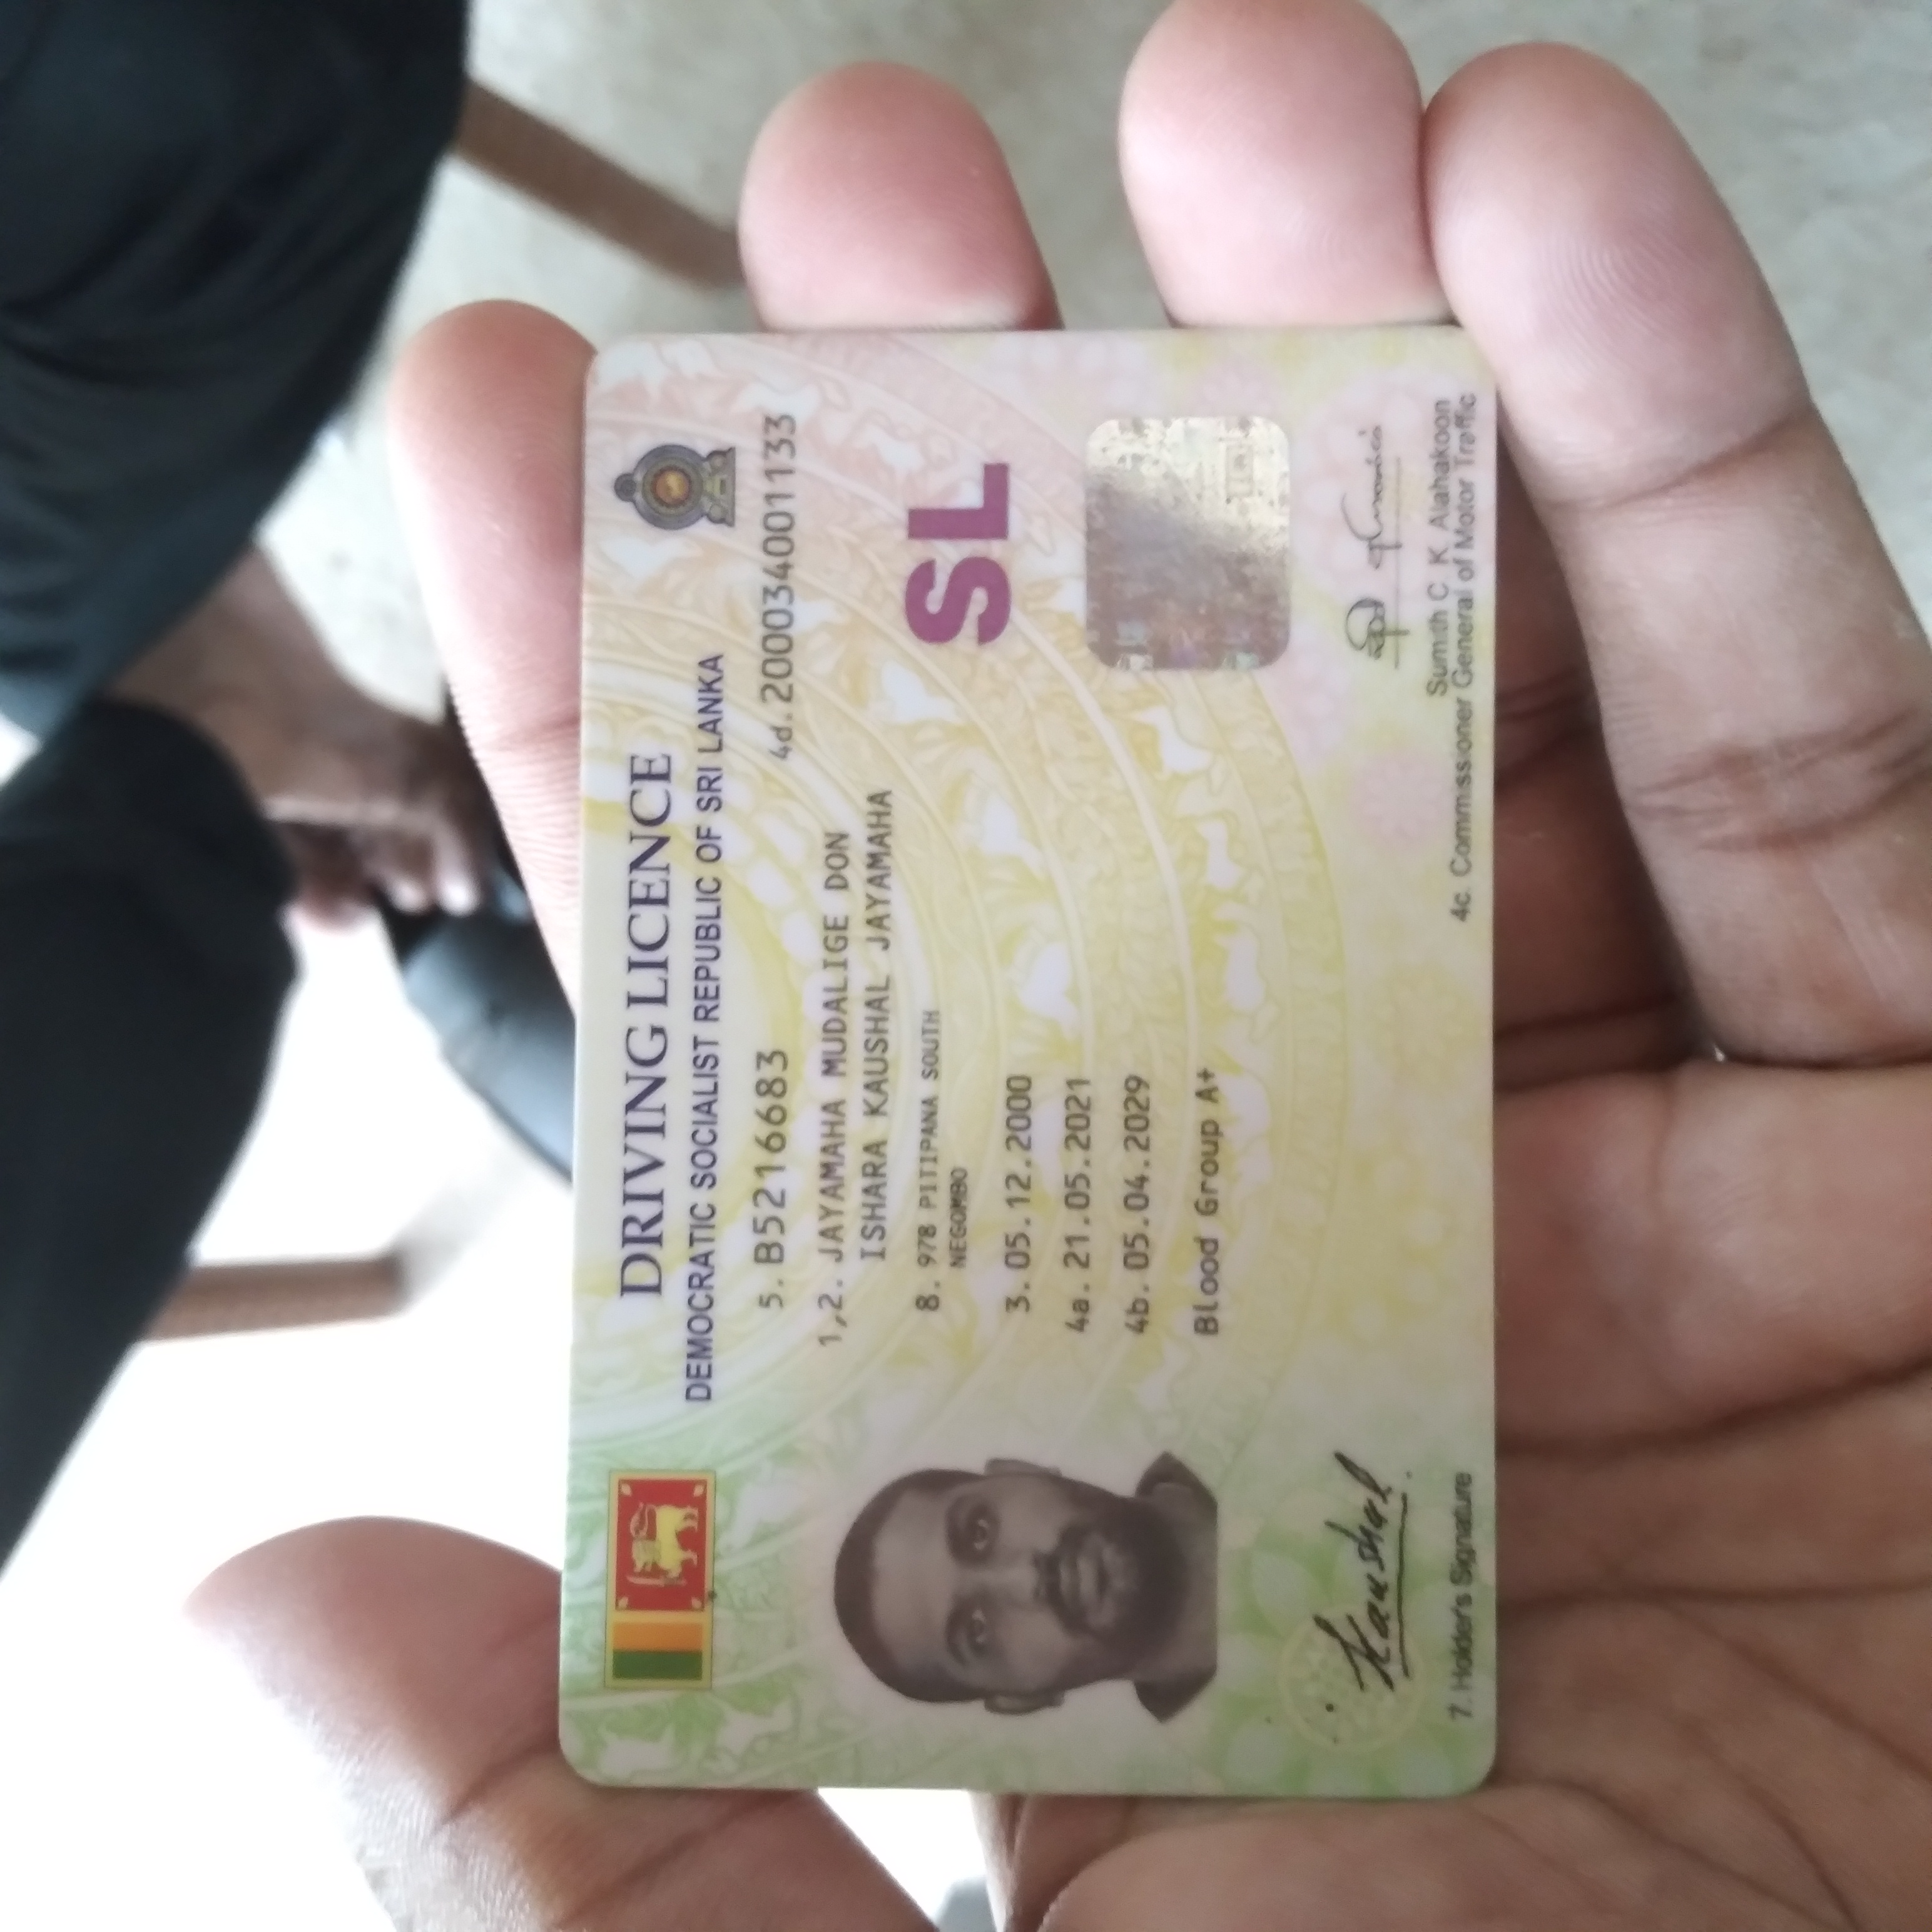 DRIVING LICENCE
DEMOCRATIC SOCIALIST REPUBLIC OF SRI LANKA
5. B5216683
4d. 200034001133
1,2. JAYAMAHA MUDALIGE DON
ISHARA KAUSHAL JAYAMAHA
8. 978 PITIPANA SOUTH
NEGOMBO
SL
3. 05.12.2000
4a. 21.05.2021
4b. 05.04.2029
Blood Group A+
Kaushal
7. Holder's Signature
Sumith C K Alahakoon
4c. Commissioner General of Motor Traffic